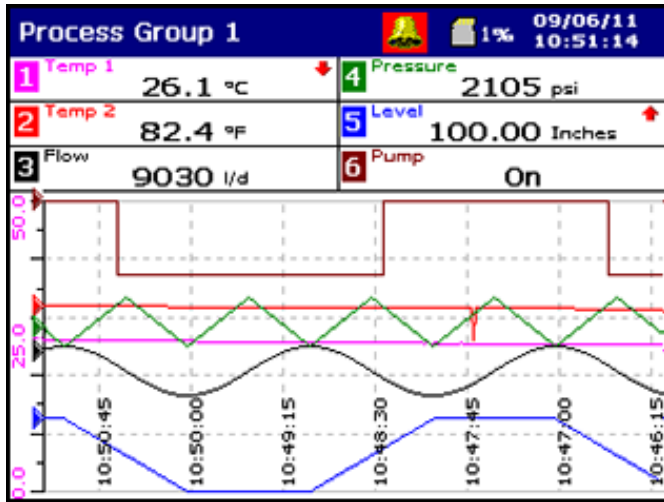 Process Group 1
1%
09/06/11
10:51:14
1 Temp 1 26.1 °C
4 Pressure 2105 psi
2 Temp 2 82.4 °F
5 Level 100.00 Inches
3 Flow 9030 l/d
6 Pump On
50.0
25.0
0.0
10:50:45
10:50:00
10:49:15
10:48:30
10:47:45
10:47:00
10:46:15